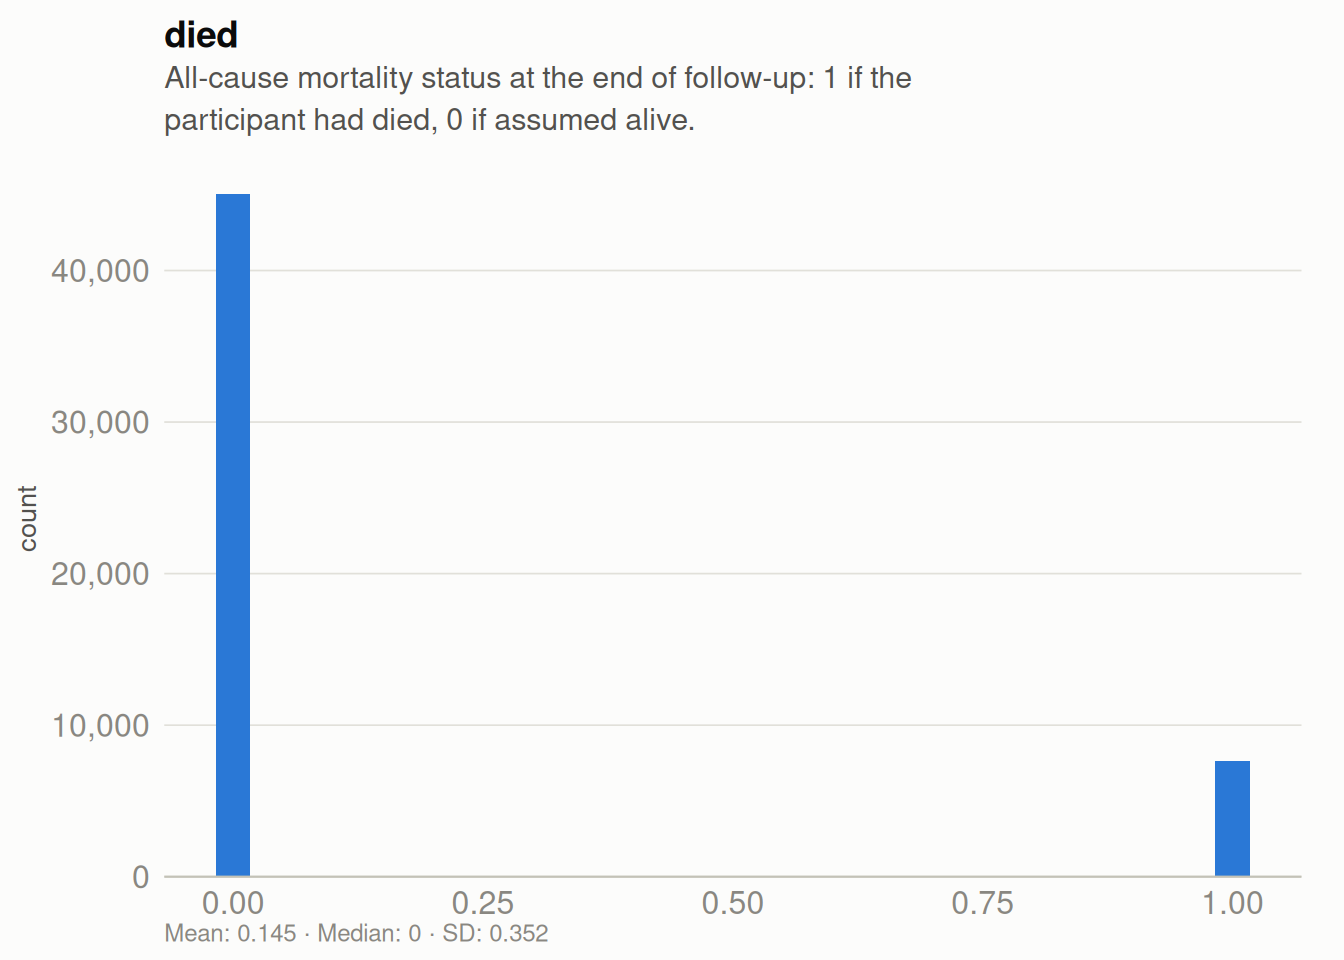 died
All-cause mortality status at the end of follow-up: 1 if the
participant had died, 0 if assumed alive.
40,000
30,000
20,000
10,000
0
count
0.00 0.25 0.50 0.75 1.00
Mean: 0.145 · Median: 0 · SD: 0.352